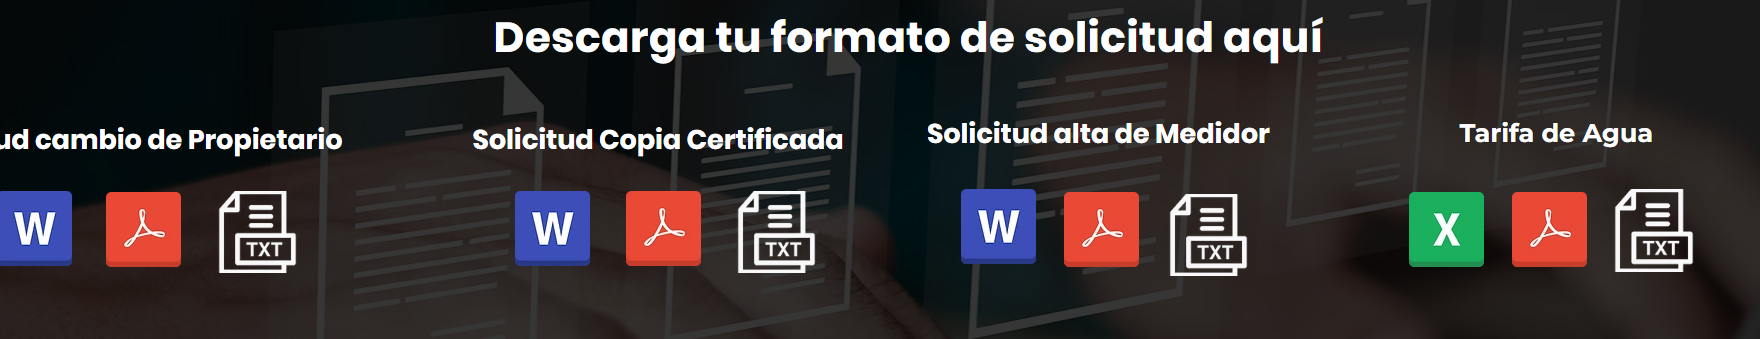 Descarga tu formato de solicitud aquí
ud cambio de Propietario
Solicitud Copia Certificada
Solicitud alta de Medidor
Tarifa de Agua
W
TXT
W
TXT
W
TXT
X
TXT